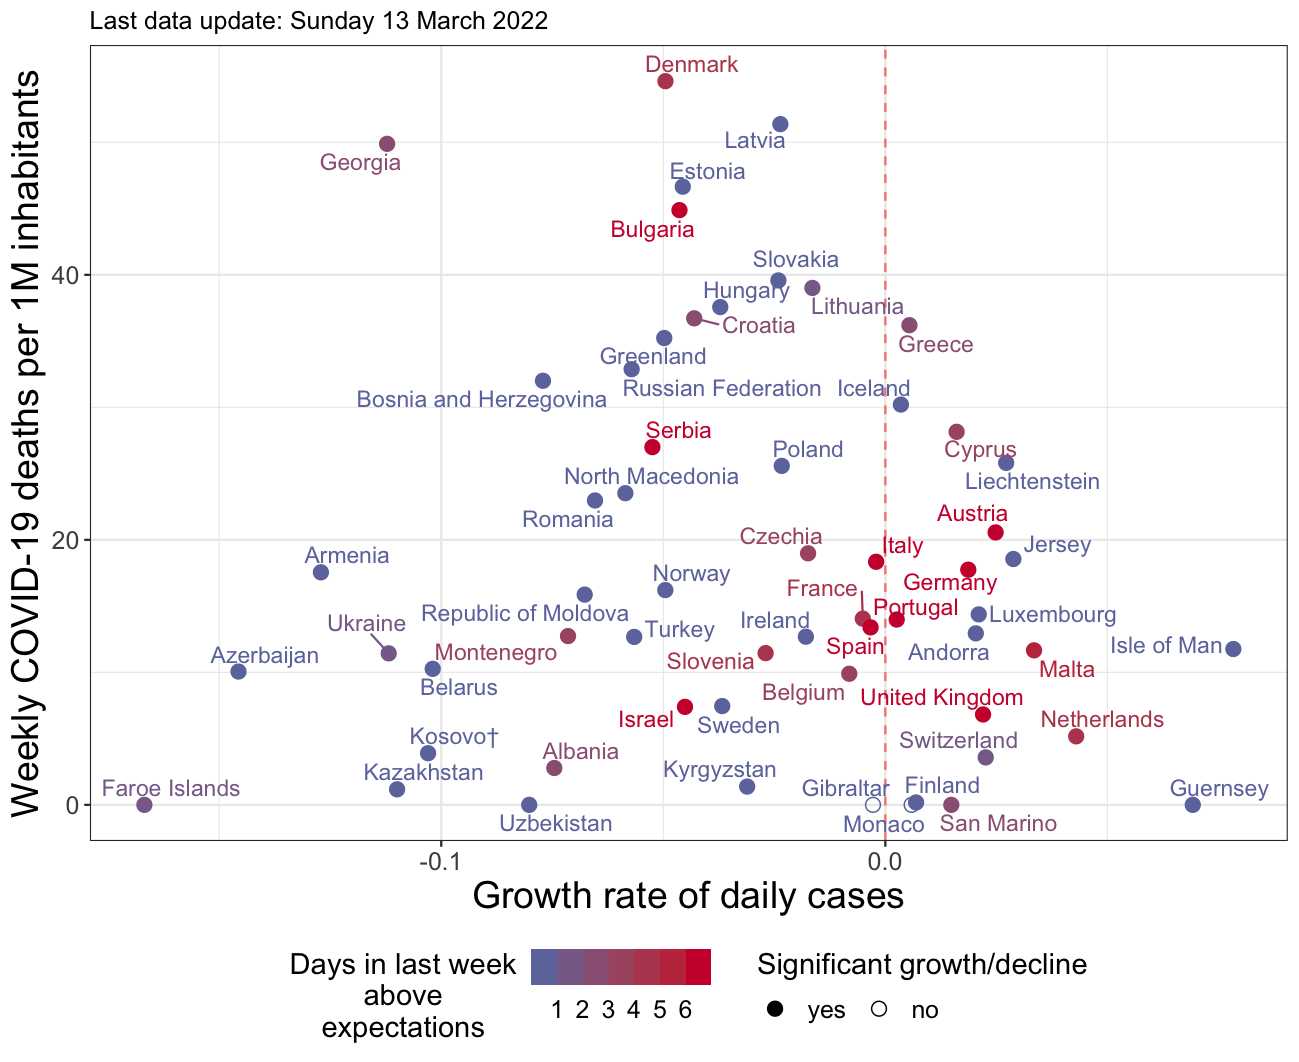 Last data update: Sunday 13 March 2022
Weekly COVID-19 deaths per 1M inhabitants
Denmark
Latvia
Georgia
Estonia
Bulgaria
Slovakia
40
Hungary
Lithuania
Croatia
Greece
Greenland
Russian Federation
Iceland
Bosnia and Herzegovina
Serbia
Poland
Cyprus
North Macedonia
Liechtenstein
Romania
Austria
20
Czechia
Italy
Jersey
Armenia
Norway
Germany
France
Portugal
Republic of Moldova
Luxembourg
Ukraine
Ireland
Turkey
Spain
Isle of Man
Azerbaijan
Montenegro
Andorra
Slovenia
Malta
Belarus
Belgium
United Kingdom
Israel
Sweden
Netherlands
Kosovo†
Switzerland
Albania
Kazakhstan
Kyrgyzstan
Faroe Islands
Gibraltar
Finland
Guernsey
0
Uzbekistan
Monaco
San Marino
-0.1
0.0
Growth rate of daily cases
Days in last week
above
expectations
1 2 3 4 5 6
Significant growth/decline
yes
no